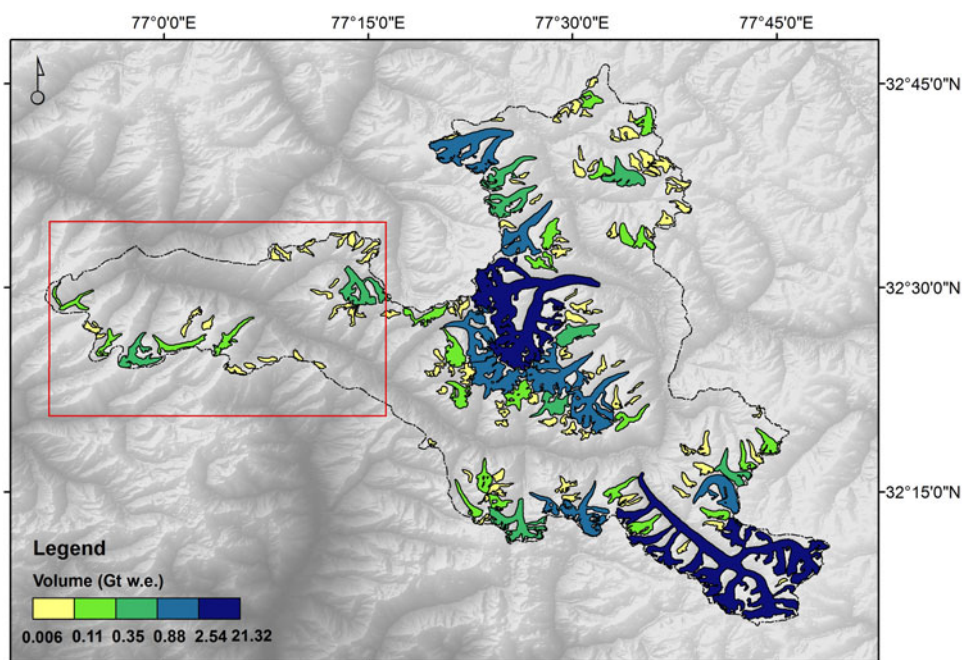 77°0'0"E 77°15'0"E 77°30'0"E 77°45'0"E
32°45'0"N
32°30'0"N
32°15'0"N
Legend
Volume (Gt w.e.)
0.006 0.11 0.35 0.88 2.54 21.32